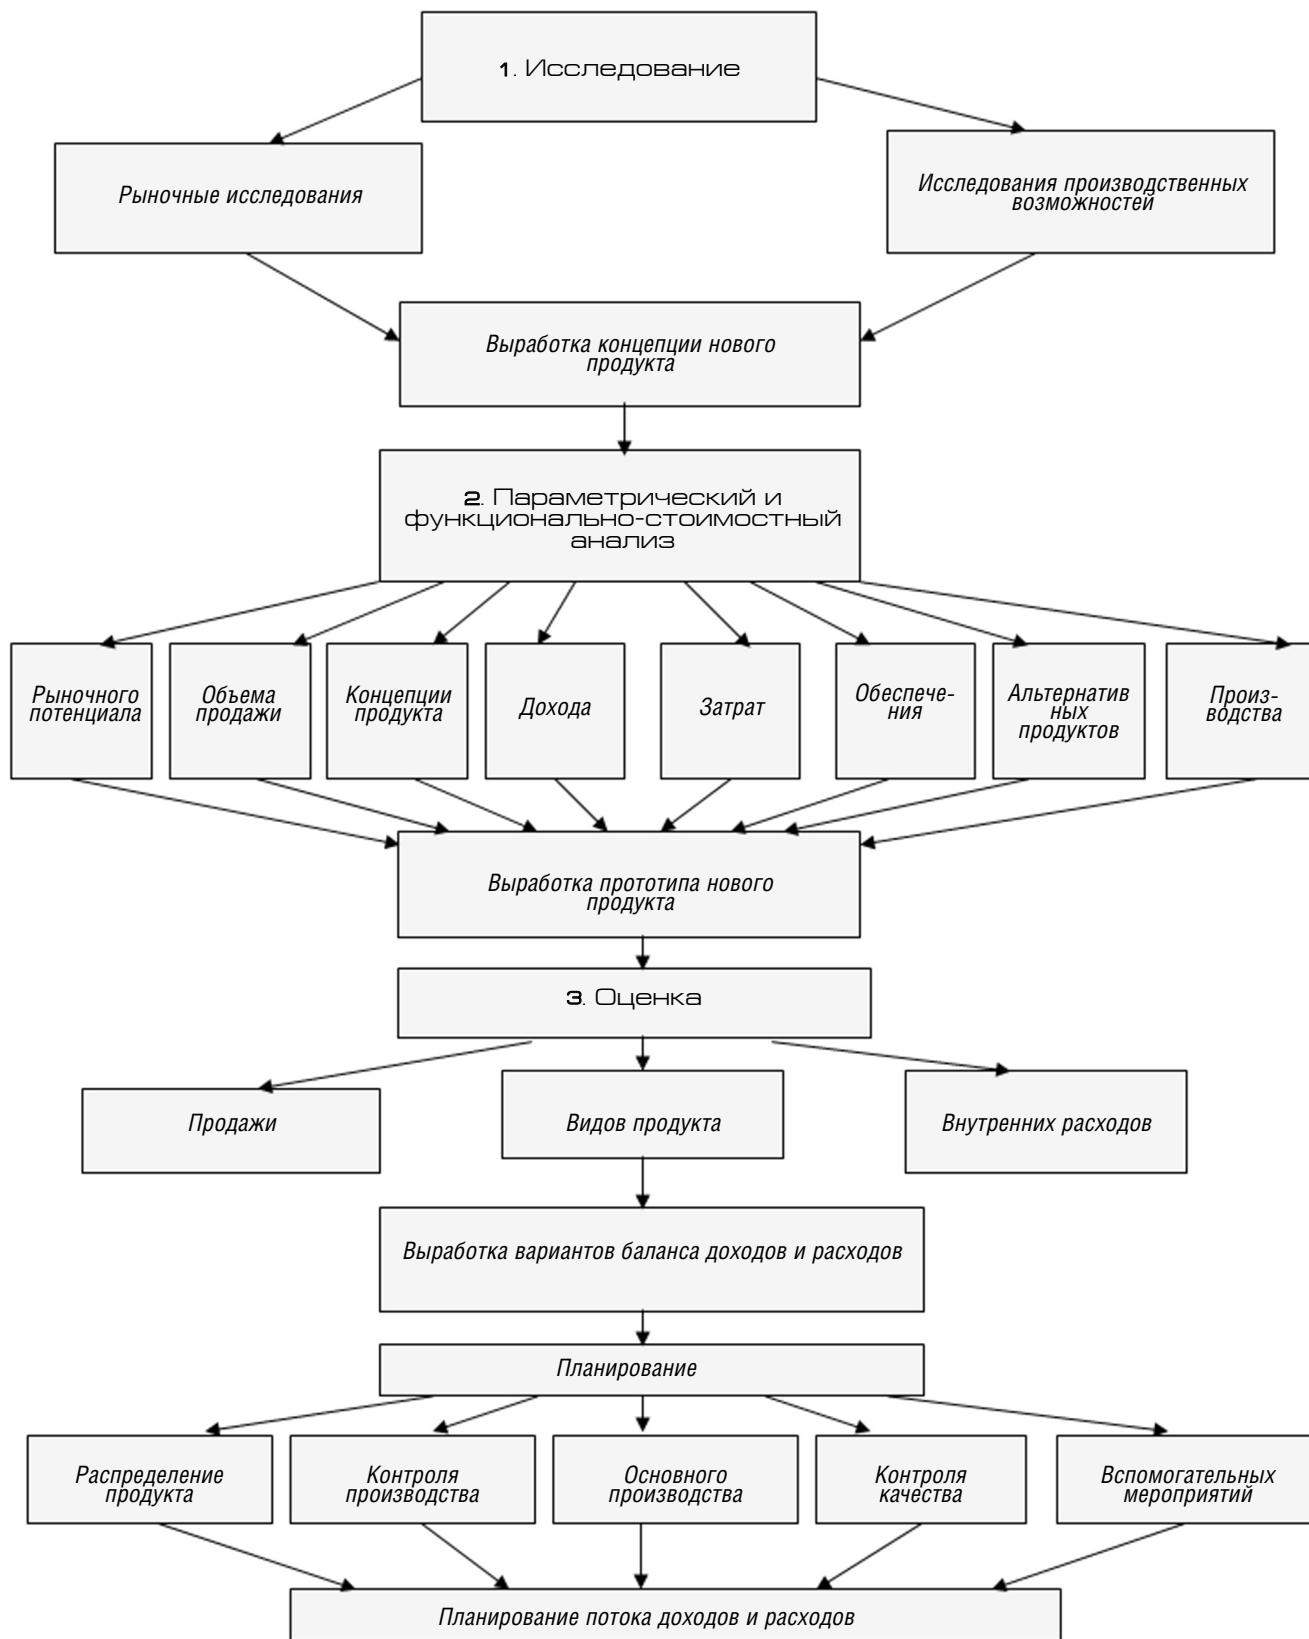 1. Исследование
Рыночные исследования
Исследования производственных
возможностей
Выработка концепции нового
продукта
2. Параметрический и
функционально-стоимостный
анализ
Рыночного
потенциала
Объема
продажи
Концепции
продукта
Дохода
Затрат
Обеспече-
ния
Альтернатив
ных
продуктов
Произ-
водства
Выработка прототипа нового
продукта
3. Оценка
Продажи
Видов продукта
Внутренних расходов
Выработка вариантов баланса доходов и расходов
Планирование
Распределение
продукта
Контроля
производства
Основного
производства
Контроля
качества
Вспомогательных
мероприятий
Планирование потока доходов и расходов